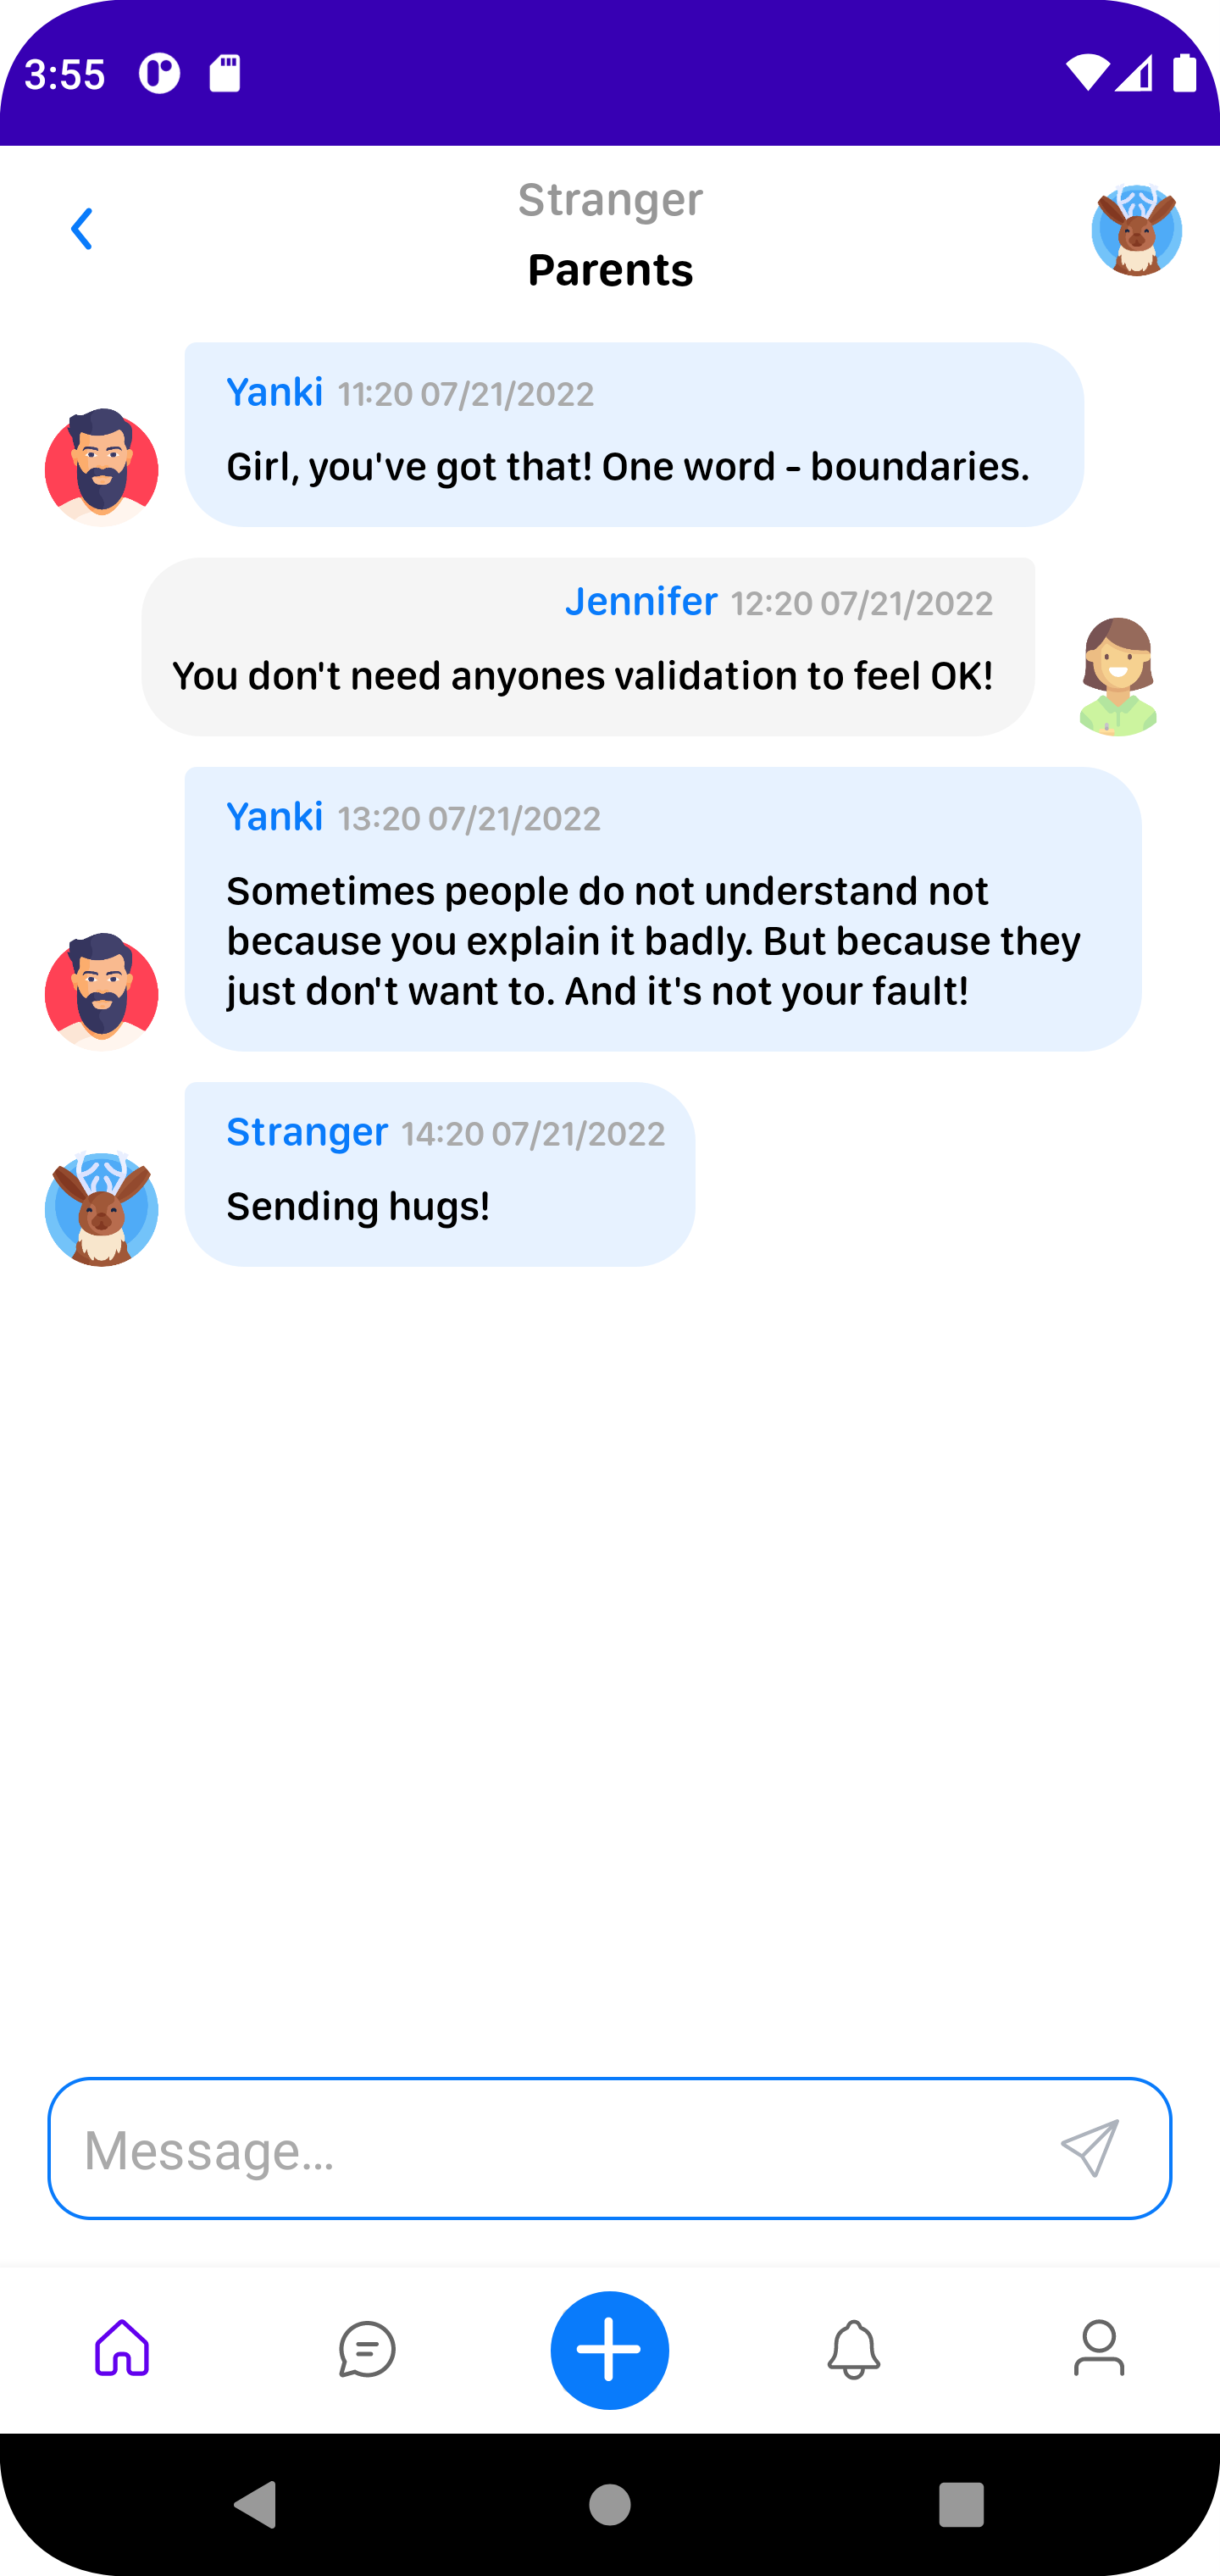 3:55
Stranger
Parents
Yanki 11:20 07/21/2022
Girl, you've got that! One word - boundaries.
Jennifer 12:20 07/21/2022
You don't need anyones validation to feel OK!
Yanki 13:20 07/21/2022
Sometimes people do not understand not
because you explain it badly. But because they
just don't want to. And it's not your fault!
Stranger 14:20 07/21/2022
Sending hugs!
Message...